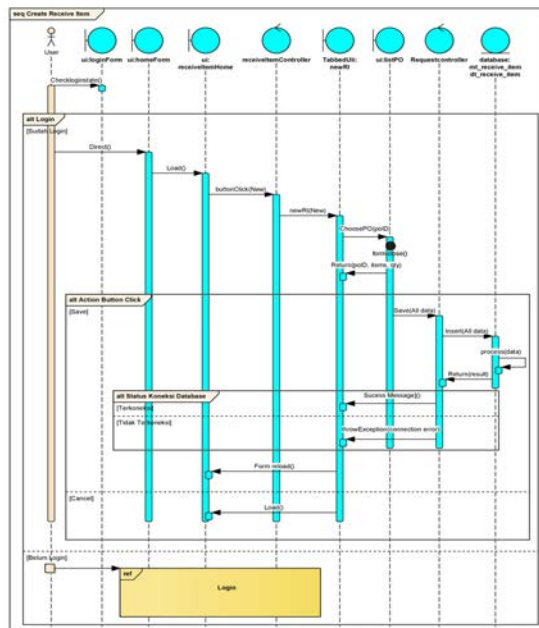 seq Create Receive Item
User
ui:loginForm
ui:homeForm
ui:
receiveItemHome
receiveItemController
TabbedUIi:
newRI
ui:listPO
Requestcontroller
database:
mt_receive_item
dt_receive_item
Checkloginstate()
alt Login
[Sudah Login]
Direct()
Load()
buttonClick(New)
newRI(New)
ChoosePO(poID)
formclose()
Return(poID, items, qty)
alt Action Button Click
[Save]
Save(All data)
Insert(All data)
process(data)
Return(result)
alt Status Koneksi Database
Sucess Message()
[Terkoneksi]
[Tidak Terkoneksi]
throwException(connection error)
Form reload()
[Cancel]
Load()
[Belum Login]
ref
Login